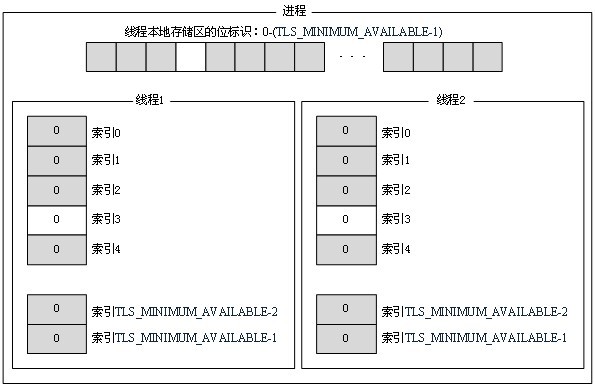 进程
线程本地存储区的位标识：0-(TLS_MINIMUM_AVAILABLE-1)
. . .
线程1
0 索引0
0 索引1
0 索引2
0 索引3
0 索引4
0 索引TLS_MINIMUM_AVAILABLE-2
0 索引TLS_MINIMUM_AVAILABLE-1
线程2
0 索引0
0 索引1
0 索引2
0 索引3
0 索引4
0 索引TLS_MINIMUM_AVAILABLE-2
0 索引TLS_MINIMUM_AVAILABLE-1